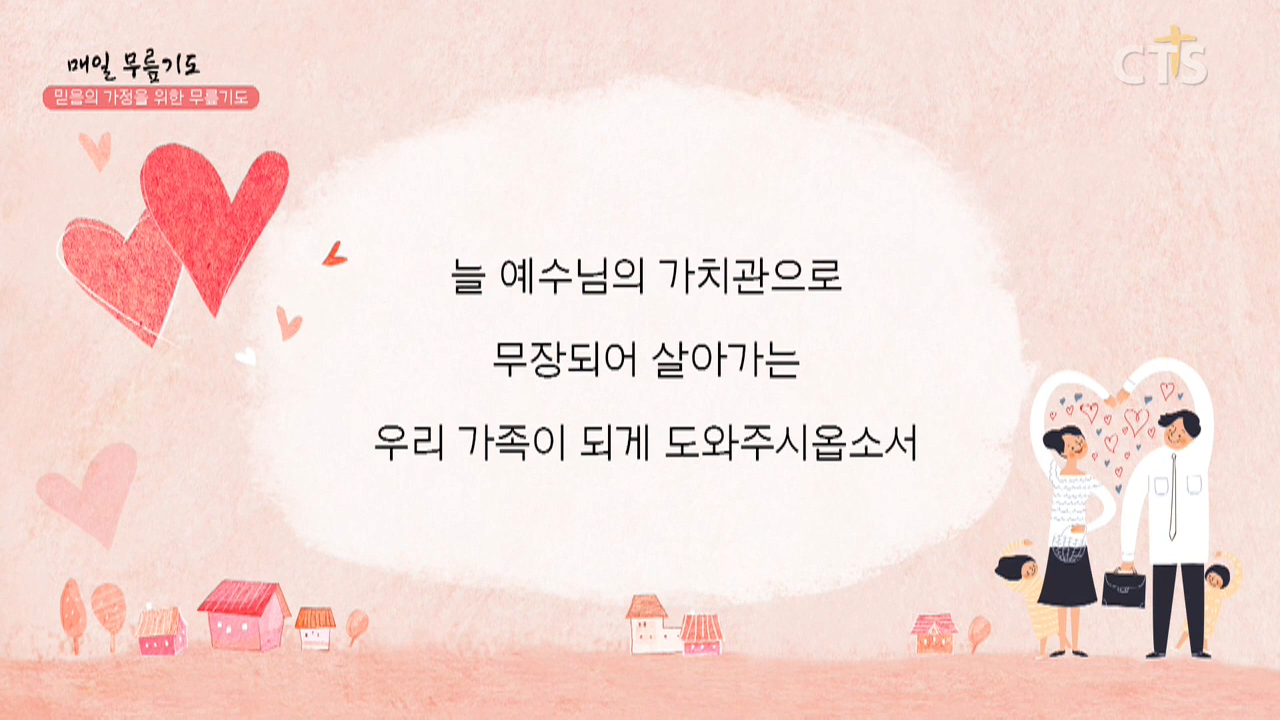 매일 무릎기도
믿음의 가정을 위한 무릎기도
CTS
늘 예수님의 가치관으로
무장되어 살아가는
우리 가족이 되게 도와주시옵소서